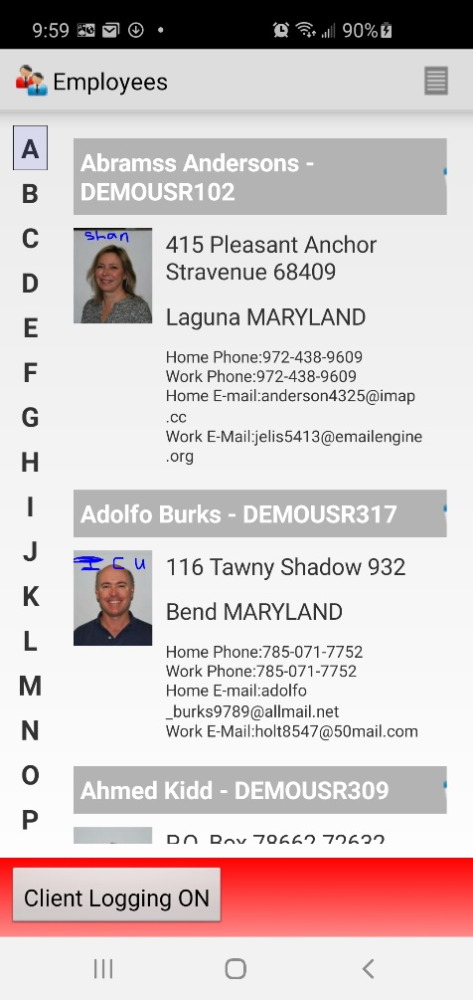 9:59
90%
Employees
A
B
C
D
E
F
G
H
I
J
K
L
M
N
O
P
Abramss Andersons -
DEMOUSR102
shan
415 Pleasant Anchor
Stravenue 68409
Laguna MARYLAND
Home Phone:972-438-9609
Work Phone:972-438-9609
Home E-mail:anderson4325@imap
.cc
Work E-Mail:jelis5413@emailengine
.org
Adolfo Burks - DEMOUSR317
I C U
116 Tawny Shadow 932
Bend MARYLAND
Home Phone:785-071-7752
Work Phone:785-071-7752
Home E-mail:adolfo
_burks9789@allmail.net
Work E-Mail:holt8547@50mail.com
Ahmed Kidd - DEMOUSR309
P.O. Box 78662 72632
Client Logging ON